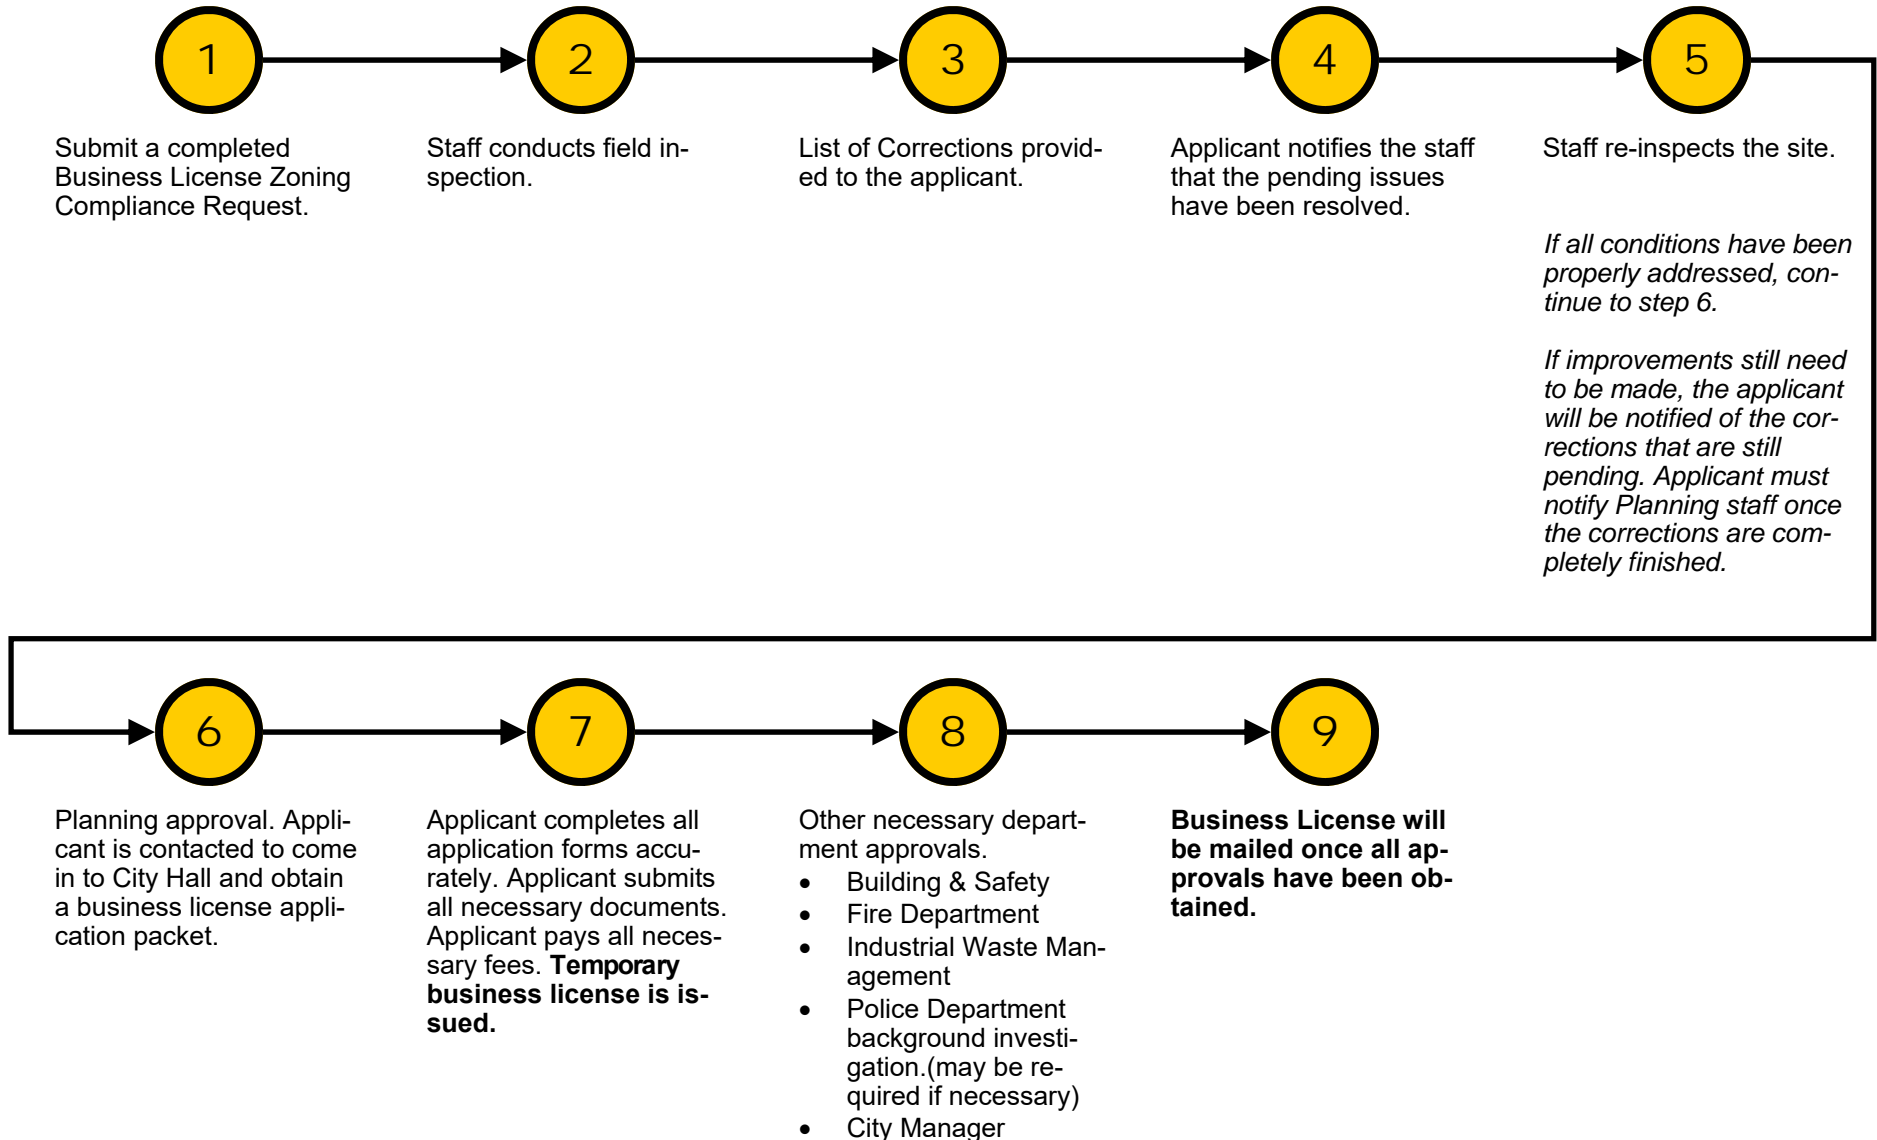 1
2
3
4
5
Submit a completed
Business License Zoning
Compliance Request.
Staff conducts field in-
spection.
List of Corrections provid-
ed to the applicant.
Applicant notifies the staff
that the pending issues
have been resolved.
Staff re-inspects the site.
If all conditions have been
properly addressed, con-
tinue to step 6.
If improvements still need
to be made, the applicant
will be notified of the cor-
rections that are still
pending. Applicant must
notify Planning staff once
the corrections are com-
pletely finished.
6
7
8
9
Planning approval. Appli-
cant is contacted to come
in to City Hall and obtain
a business license appli-
cation packet.
Applicant completes all
application forms accu-
rately. Applicant submits
all necessary documents.
Applicant pays all neces-
sary fees. Temporary
business license is is-
sued.
Other necessary depart-
ment approvals.
• Building & Safety
• Fire Department
• Industrial Waste Man-
agement
• Police Department
background investi-
gation.(may be re-
quired if necessary)
• City Manager
Business License will
be mailed once all ap-
provals have been ob-
tained.